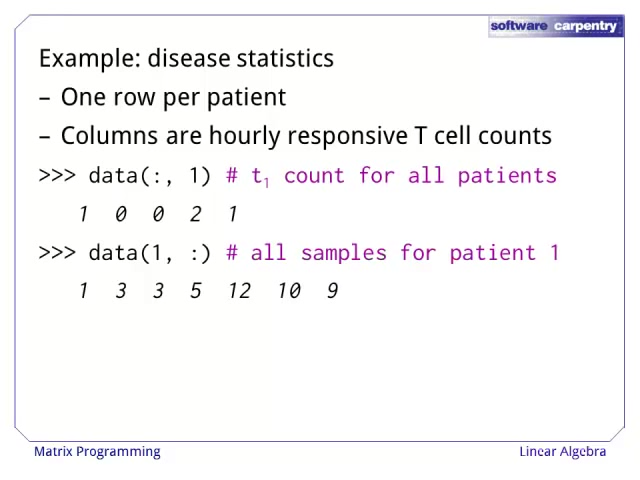 software carpentry
Example: disease statistics
– One row per patient
– Columns are hourly responsive T cell counts
>>> data(:, 1) # t₁ count for all patients
1 0 0 2 1
>>> data(1, :) # all samples for patient 1
1 3 3 5 12 10 9
Matrix Programming
Linear Algebra